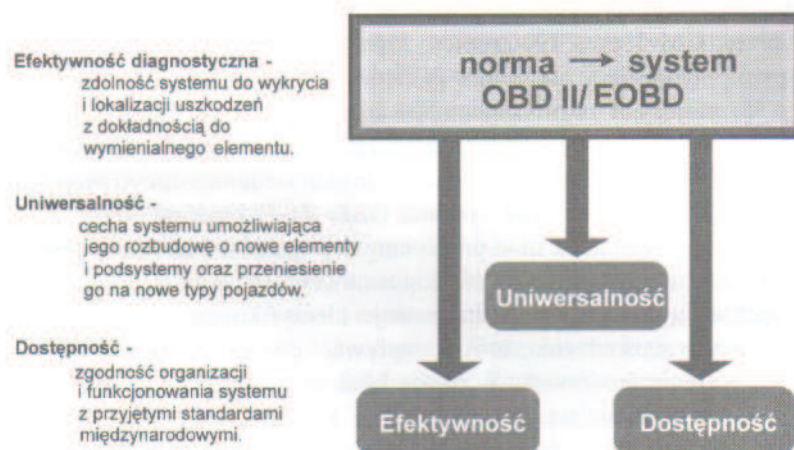 Efektywność diagnostyczna -
zdolność systemu do wykrycia
i lokalizacji uszkodzeń
z dokładnością do
wymienialnego elementu.
Uniwersalność -
cecha systemu umożliwiająca
jego rozbudowę o nowe elementy
i podsystemy oraz przeniesienie
go na nowe typy pojazdów.
Dostępność -
zgodność organizacji
i funkcjonowania systemu
z przyjętymi standardami
międzynarodowymi.
norma → system
OBD II/ EOBD
Uniwersalność
Efektywność
Dostępność